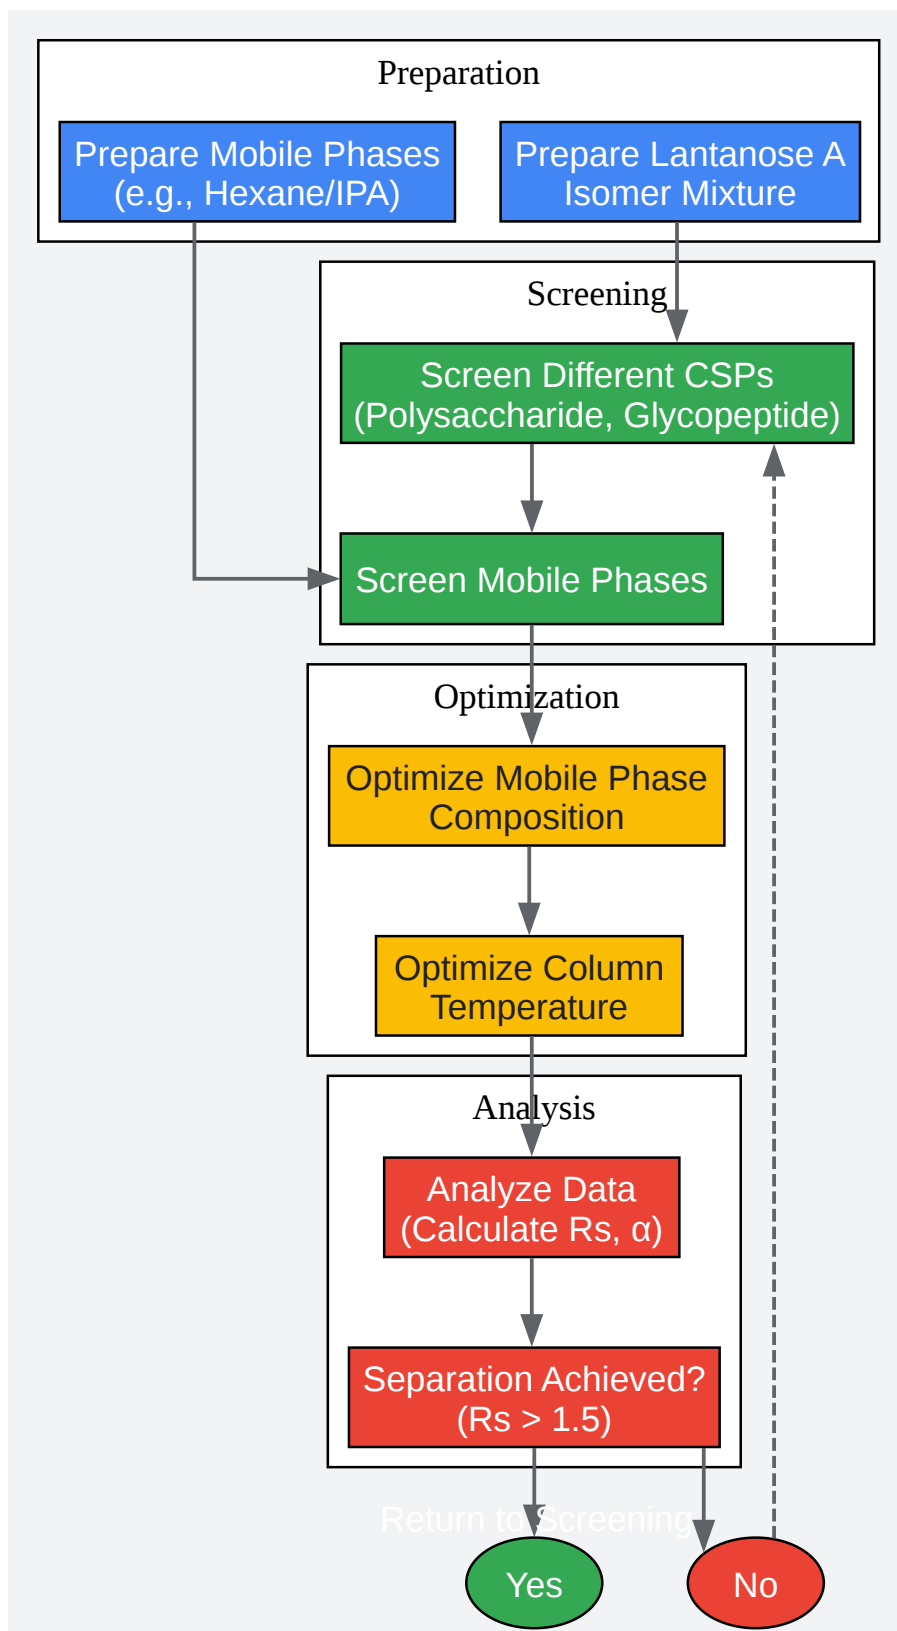 Preparation
Prepare Mobile Phases
(e.g., Hexane/IPA)
Prepare Lantanose A
Isomer Mixture
Screening
Screen Different CSPs
(Polysaccharide, Glycopeptide)
Screen Mobile Phases
Optimization
Optimize Mobile Phase
Composition
Optimize Column
Temperature
Analysis
Analyze Data
(Calculate Rs, α)
Separation Achieved?
(Rs > 1.5)
Return to Screening
Yes
No